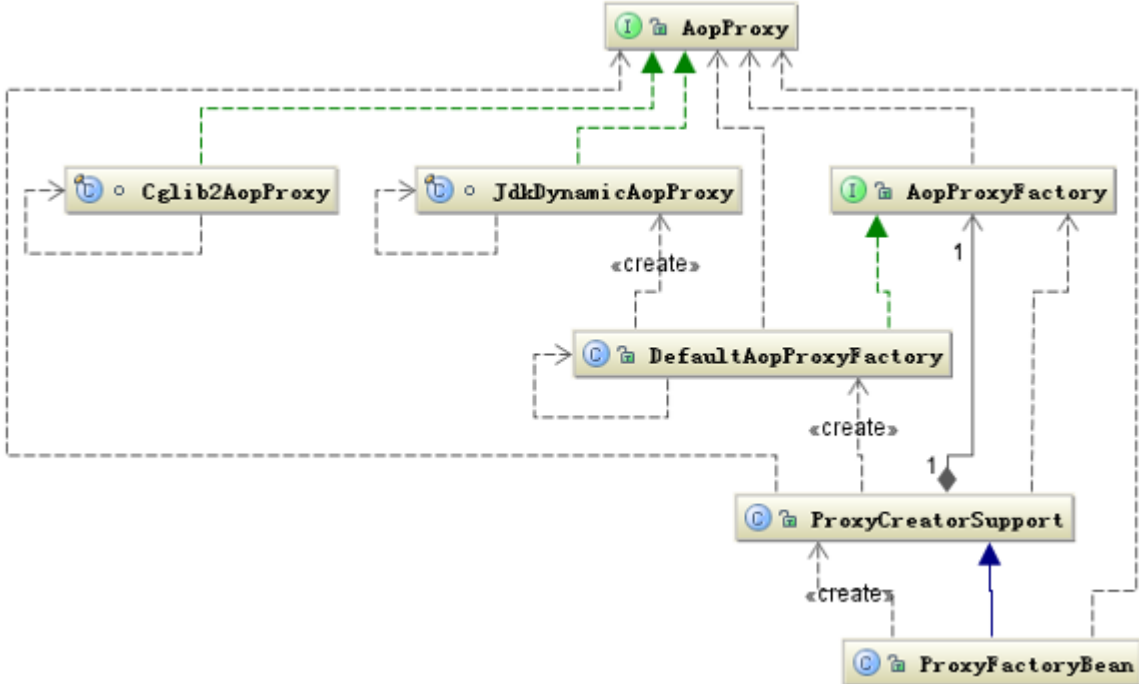 I AopProxy
C Cglib2AopProxy
C JdkDynamicAopProxy
I AopProxyFactory
1
«create»
C DefaultAopProxyFactory
«create»
1
C ProxyCreatorSupport
«create»
C ProxyFactoryBean